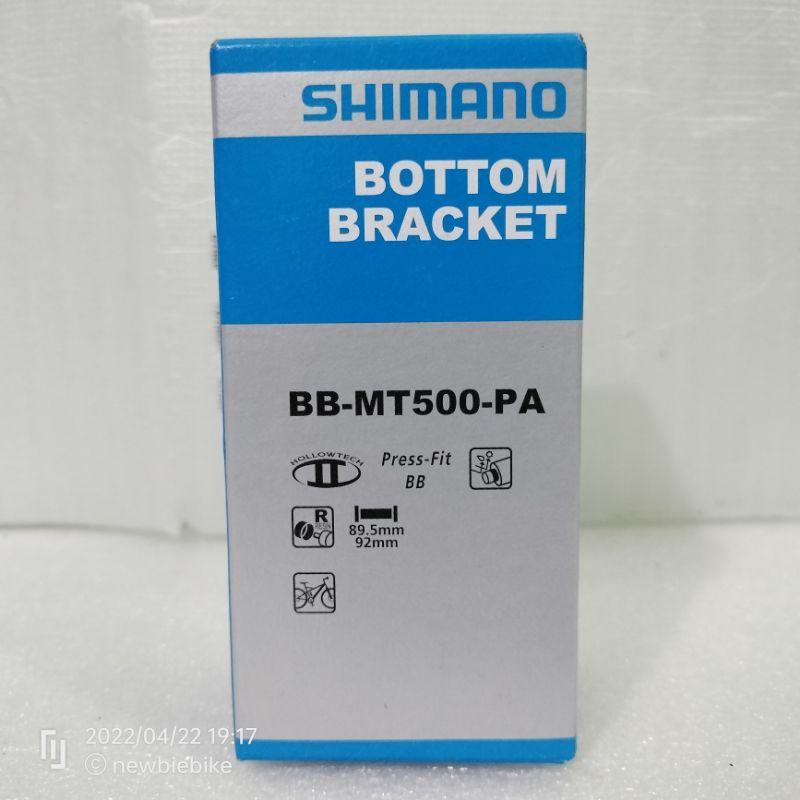 SHIMANO
BOTTOM
BRACKET
BB-MT500-PA
HOLLOWTECH
II
Press-Fit
BB
R
89.5mm
92mm
2022/04/22 19:17
© newbiebike